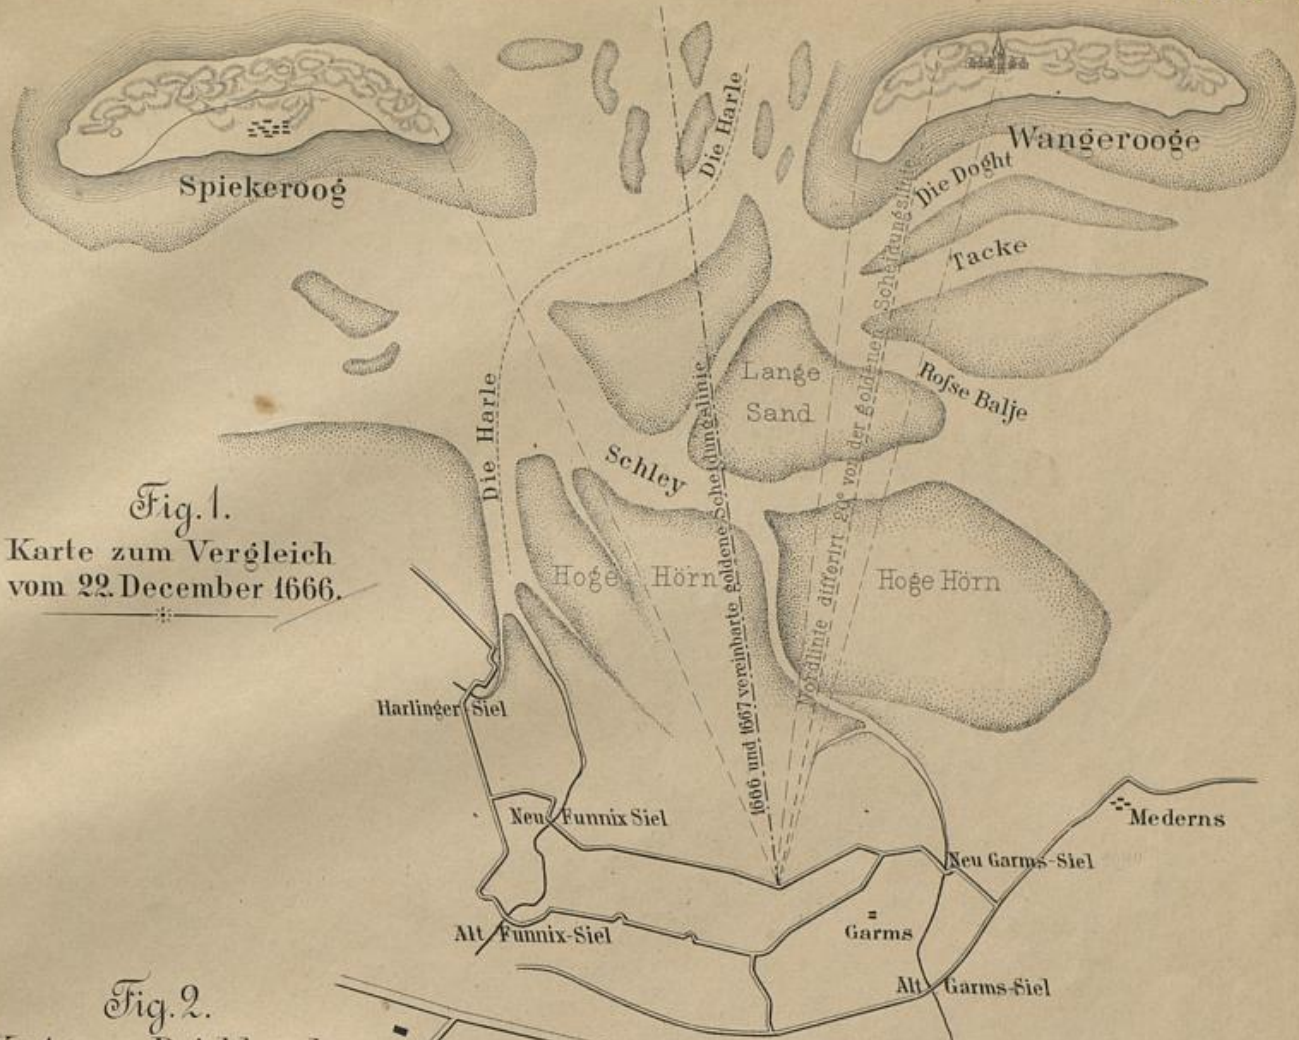 Die Harle
Wangerooge
Spiekeroog
Die Doght
Tacke
Lange
Sand
Roſse Balje
Die Harle
Schley
Fig. 1.
Karte zum Vergleich
vom 22. December 1666.
Hoge Hörn
Hoge Hörn
1666 und 1667 vereinbarte goldene Scheidungslinie
Nordlinie differirt 20° von der goldenen Scheidungslinie
Harlinger Siel
Neu Funnix Siel
Mederns
Neu Garms-Siel
Alt Funnix-Siel
Garms
Alt Garms-Siel
Fig. 2.